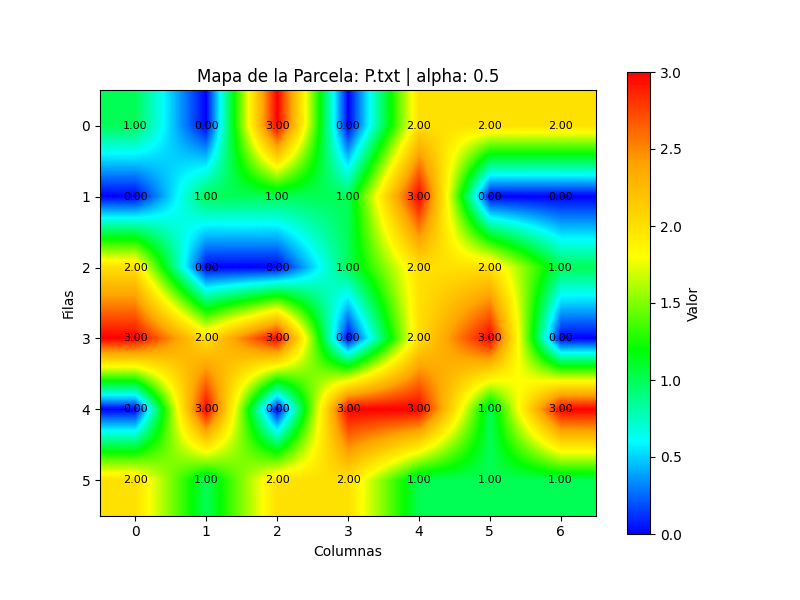 Mapa de la Parcela: P.txt | alpha: 0.5
3.0
0 1.00 0.00 3.00 0.00 2.00 2.00 2.00
2.5
1 0.00 1.00 1.00 1.00 3.00 0.00 0.00
2.0
2 2.00 0.00 0.00 1.00 2.00 2.00 1.00
1.5
Filas
Valor
3 3.00 2.00 3.00 0.00 2.00 3.00 0.00
1.0
4 0.00 3.00 0.00 3.00 3.00 1.00 3.00
0.5
5 2.00 1.00 2.00 2.00 1.00 1.00 1.00
0.0
0 1 2 3 4 5 6
Columnas